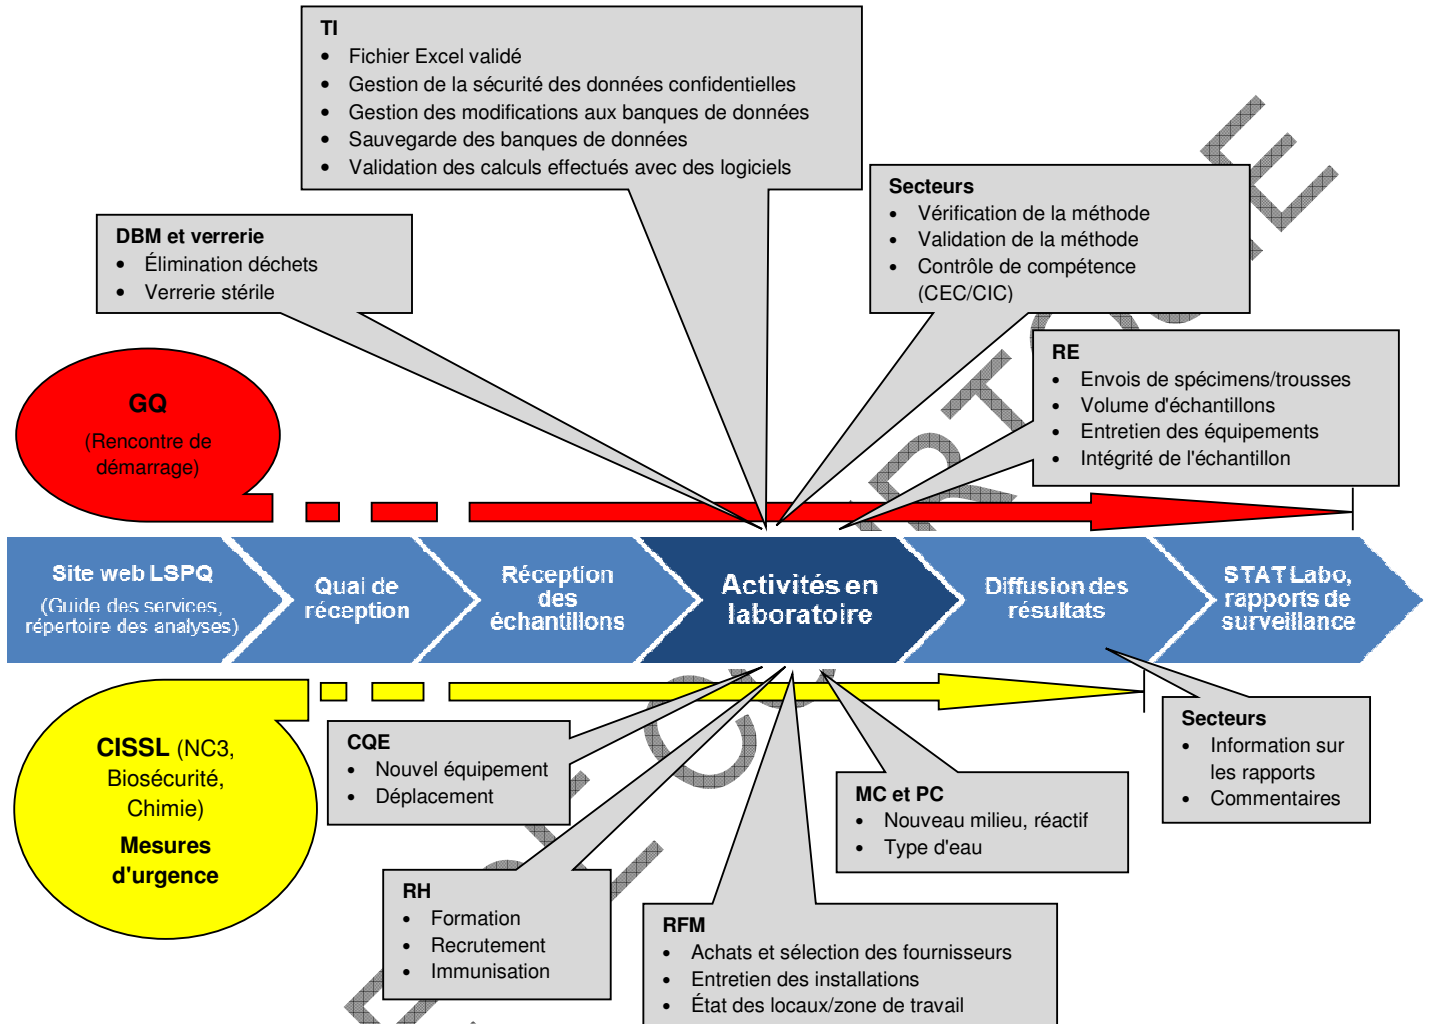 TI
• Fichier Excel validé
• Gestion de la sécurité des données confidentielles
• Gestion des modifications aux banques de données
• Sauvegarde des banques de données
• Validation des calculs effectués avec des logiciels
Secteurs
• Vérification de la méthode
• Validation de la méthode
• Contrôle de compétence
(CEC/CIC)
DBM et verrerie
• Élimination déchets
• Verrerie stérile
RE
• Envois de spécimens/trousses
• Volume d'échantillons
• Entretien des équipements
• Intégrité de l'échantillon
GQ
(Rencontre de
démarrage)
Site web LSPQ
(Guide des services,
répertoire des analyses)
Quai de
réception
Réception
des
échantillons
Activités en
laboratoire
Diffusion des
résultats
STAT Labo,
rapports de
surveillance
CISSL (NC3,
Biosécurité,
Chimie)
Mesures
d'urgence
CQE
• Nouvel équipement
• Déplacement
MC et PC
• Nouveau milieu, réactif
• Type d'eau
Secteurs
• Information sur
les rapports
• Commentaires
RH
• Formation
• Recrutement
• Immunisation
RFM
• Achats et sélection des fournisseurs
• Entretien des installations
• État des locaux/zone de travail